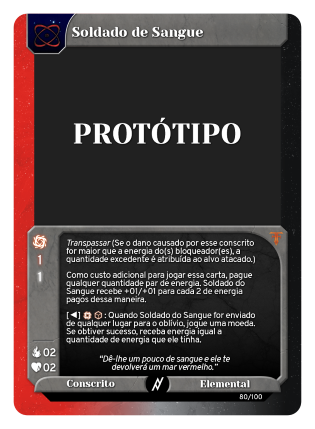 Soldado de Sangue
PROTÓTIPO
Transpassar (Se o dano causado por esse conscrito
for maior que a energia do(s) bloqueador(es), a
quantidade excedente é atribuída ao alvo atacado.)
1
1
Como custo adicional para jogar essa carta, pague
qualquer quantidade par de energia. Soldado do
Sangue recebe +01/+01 para cada 2 de energia
pagos dessa maneira.
[◄] : Quando Soldado do Sangue for enviado
de qualquer lugar para o oblívio, jogue uma moeda.
Se obtiver sucesso, receba energia igual a
quantidade de energia que ele tinha.
02
02
"Dê-lhe um pouco de sangue e ele te
devolverá um mar vermelho."
Conscrito
Elemental
80/100